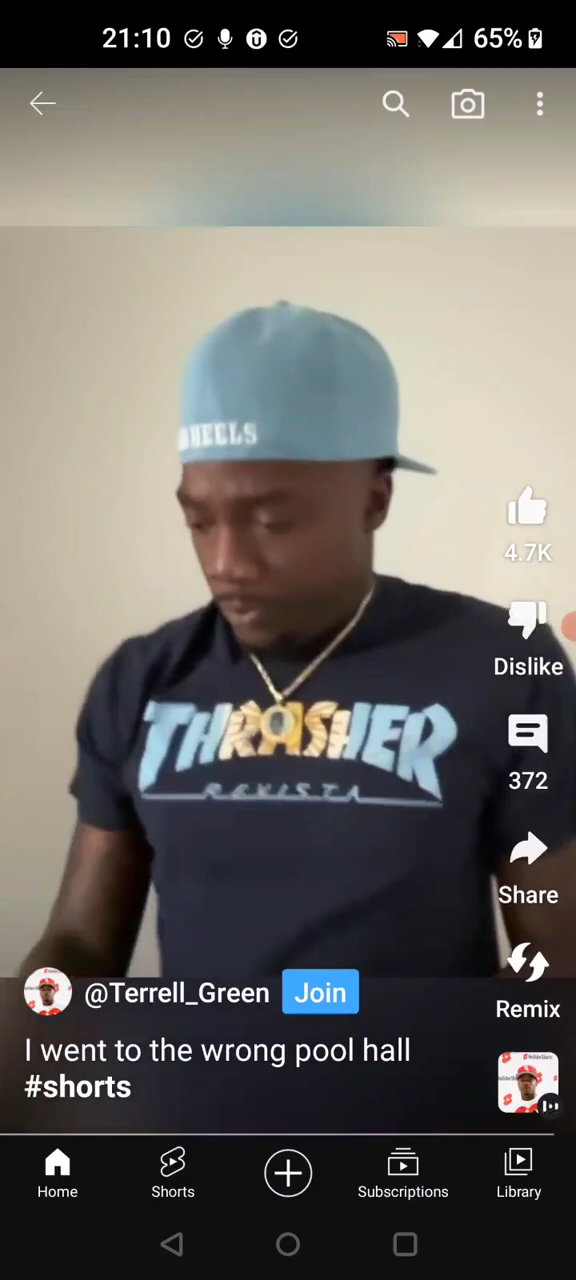 21:10
65%
HEELS
4.7K
THRASHER
REVISTA
Dislike
372
Share
@Terrell_Green
Join
Remix
I went to the wrong pool hall
#shorts
Home
Shorts
Subscriptions
Library